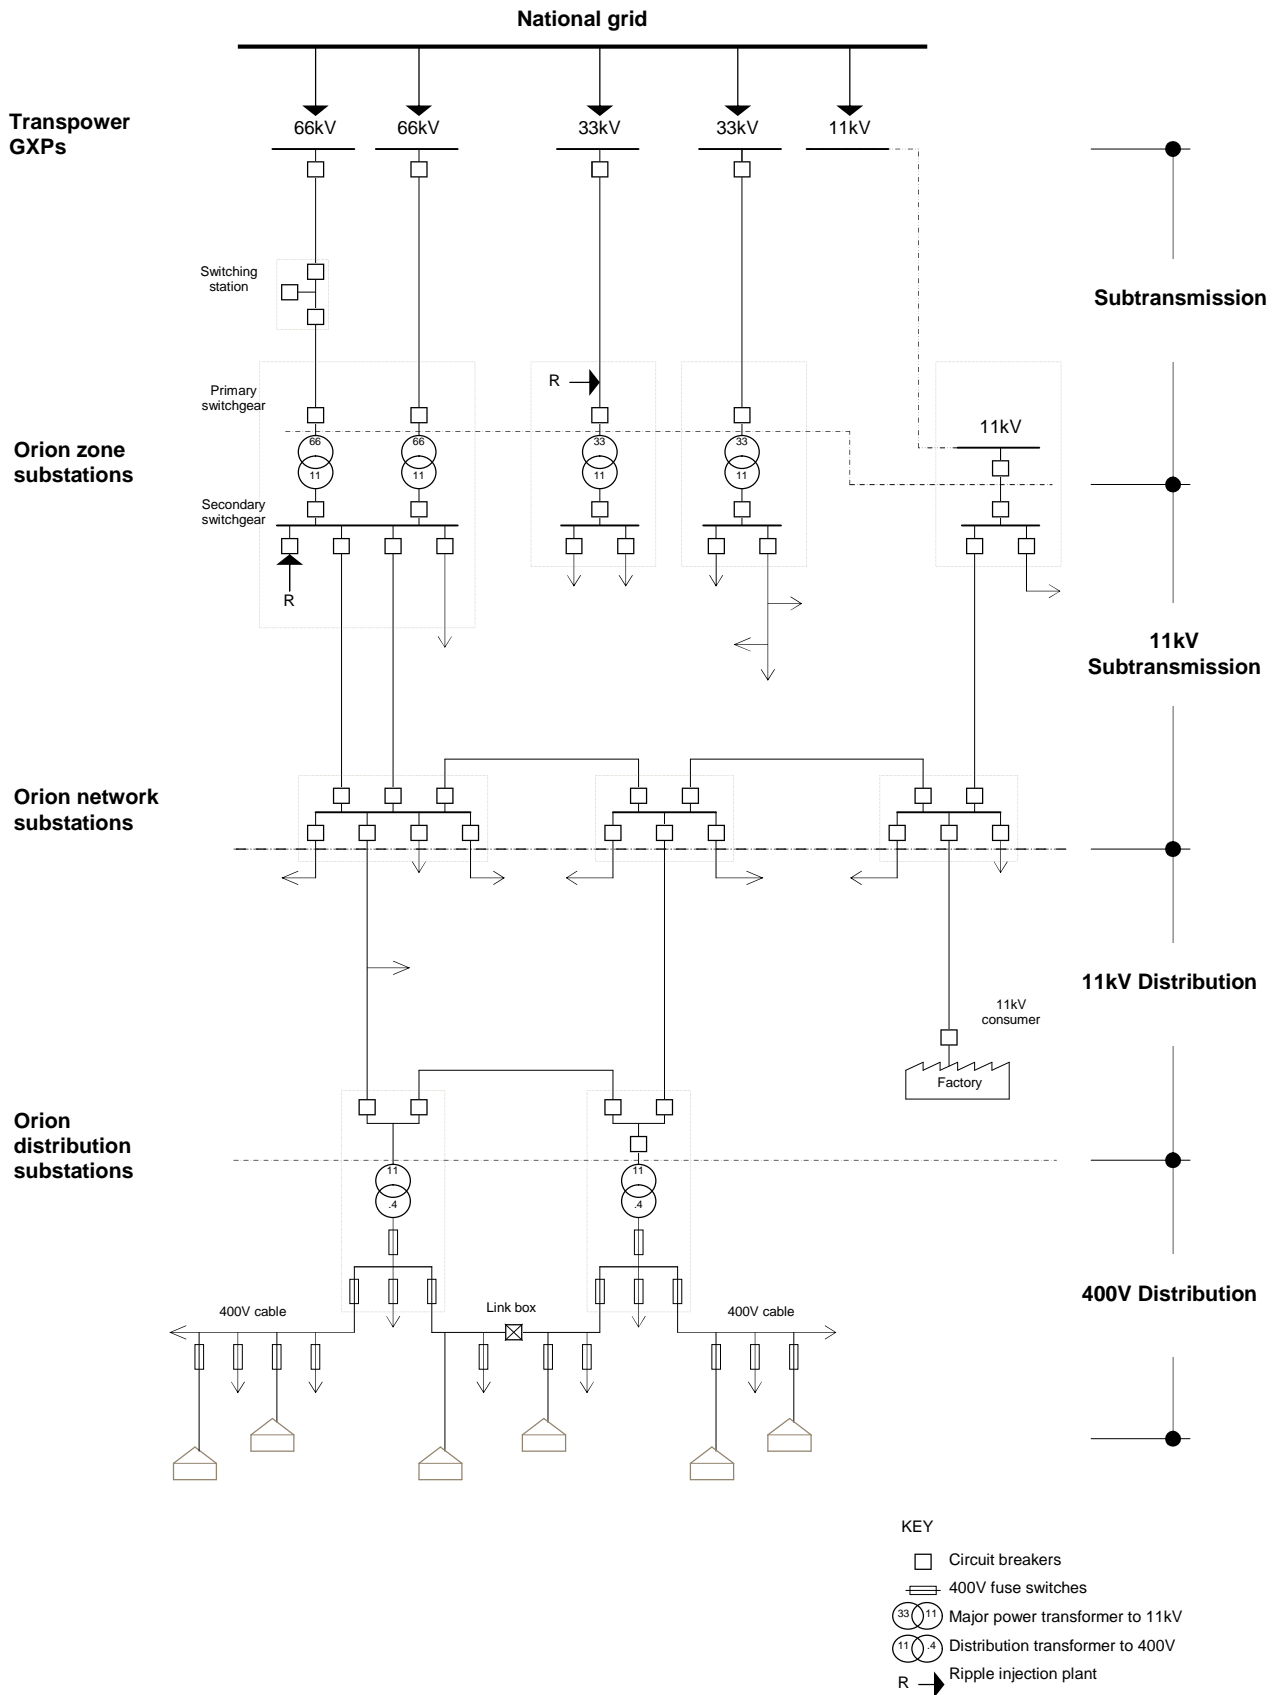 National grid
Transpower
GXPs
66kV
66kV
33kV
33kV
11kV
Switching
station
Subtransmission
Primary
switchgear
R
Orion zone
substations
66
11
66
11
33
11
33
11
11kV
Secondary
switchgear
R
11kV
Subtransmission
Orion network
substations
11kV Distribution
11kV
consumer
Factory
Orion
distribution
substations
11
.4
11
.4
400V Distribution
400V cable
Link box
400V cable
KEY
Circuit breakers
400V fuse switches
33 11 Major power transformer to 11kV
11 .4 Distribution transformer to 400V
R Ripple injection plant